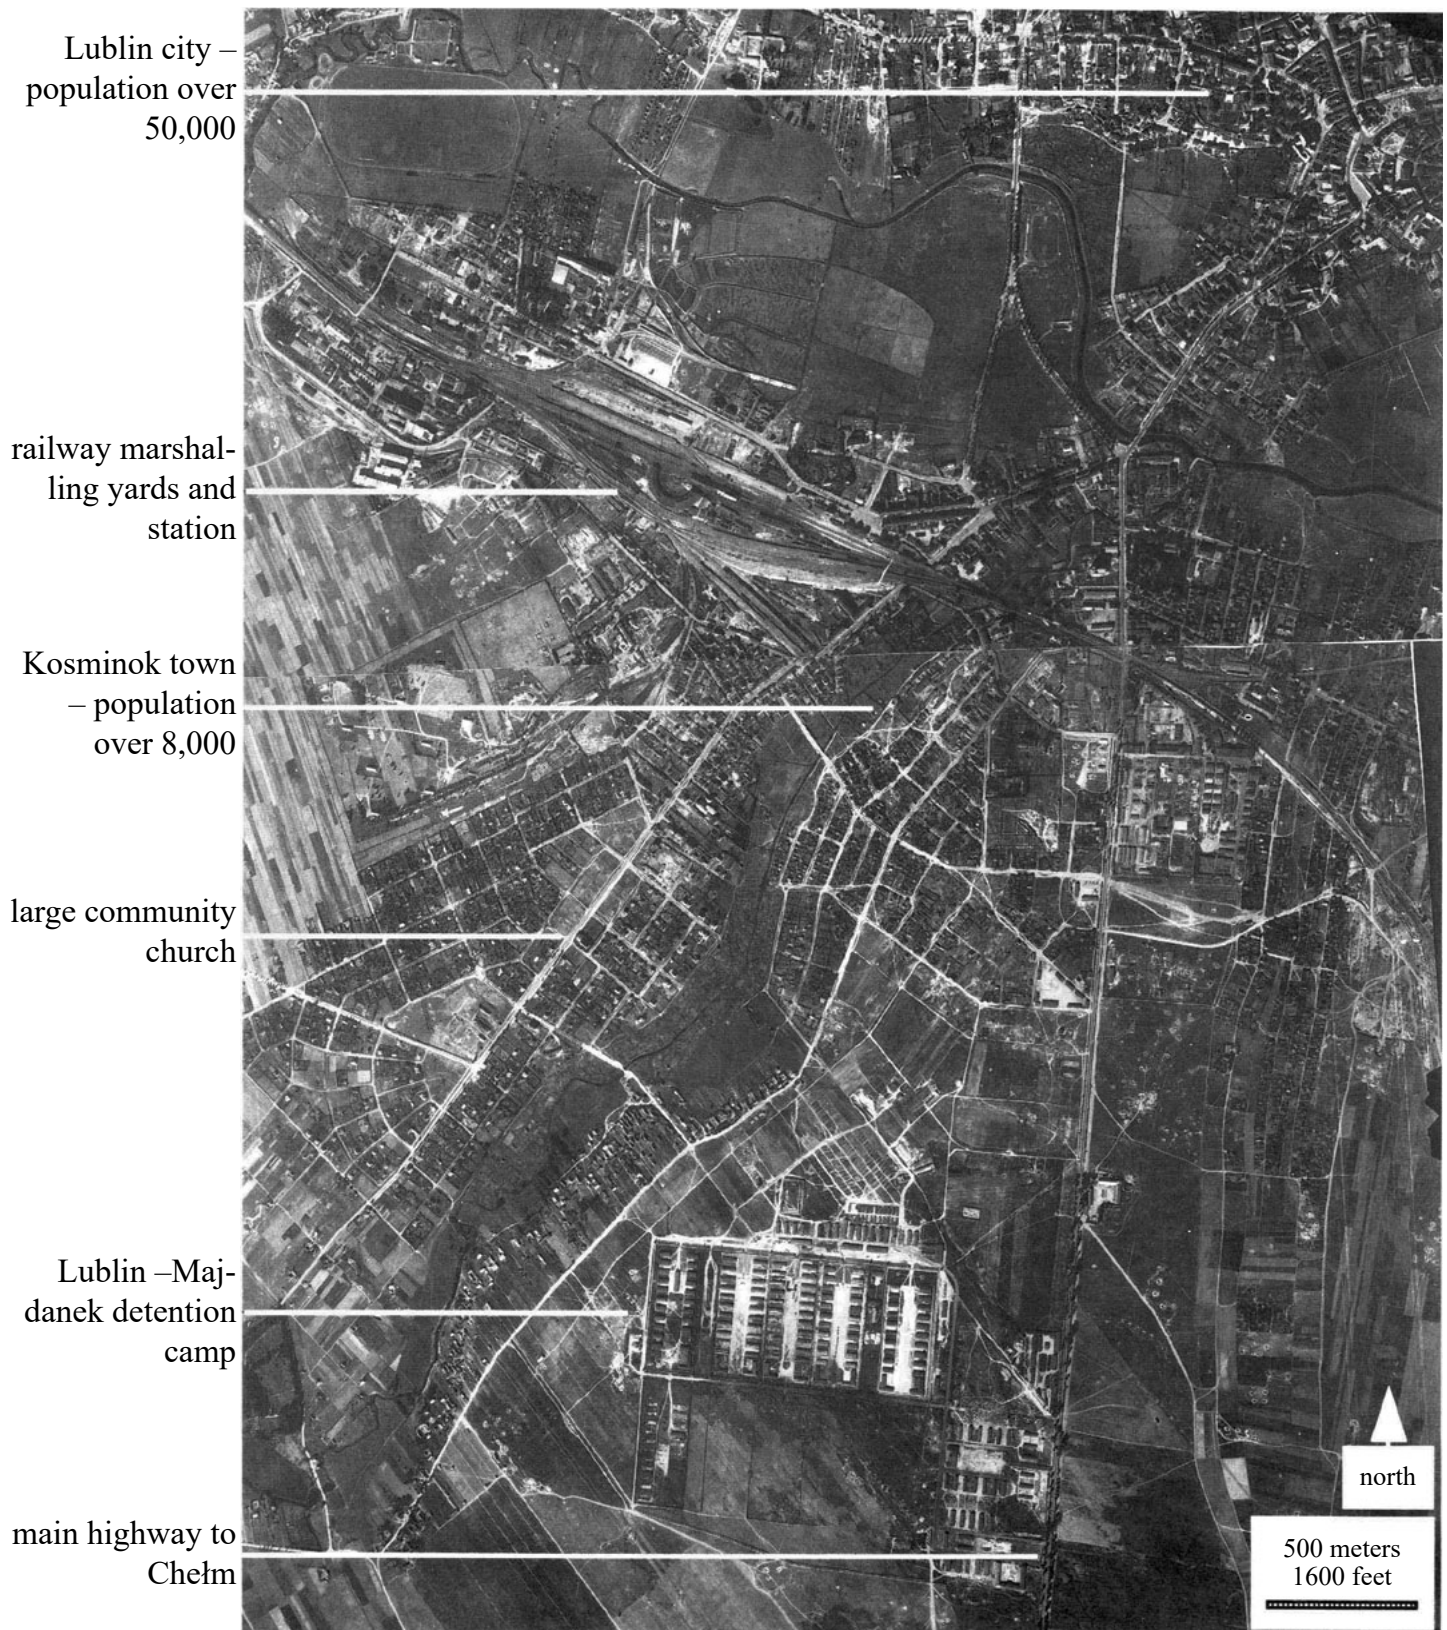 Lublin city –
population over
50,000
railway marshal-
ling yards and
station
Kosminok town
– population
over 8,000
large community
church
Lublin –Maj-
danek detention
camp
main highway to
Chełm
north
500 meters
1600 feet